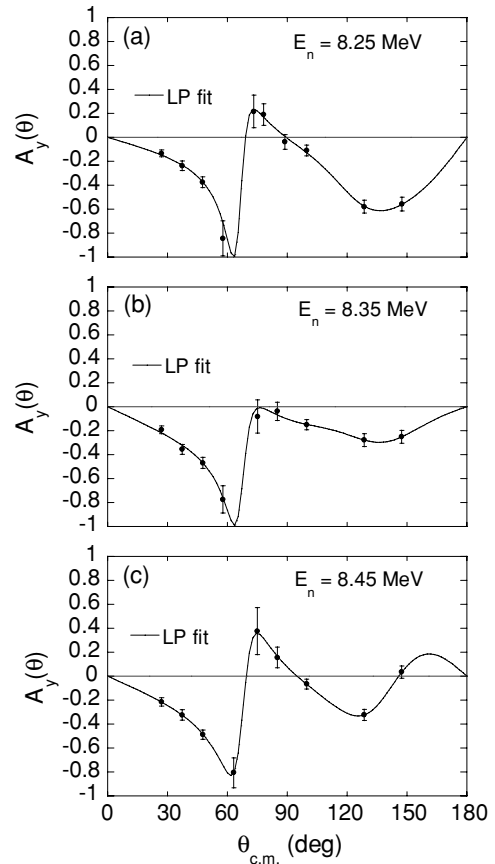 (a)
E_n = 8.25 MeV
LP fit
A_y(θ)
1
0.8
0.6
0.4
0.2
0
-0.2
-0.4
-0.6
-0.8
-1
(b)
E_n = 8.35 MeV
LP fit
A_y(θ)
1
0.8
0.6
0.4
0.2
0
-0.2
-0.4
-0.6
-0.8
-1
(c)
E_n = 8.45 MeV
LP fit
A_y(θ)
1
0.8
0.6
0.4
0.2
0
-0.2
-0.4
-0.6
-0.8
-1
0 30 60 90 120 150 180
θ_c.m. (deg)